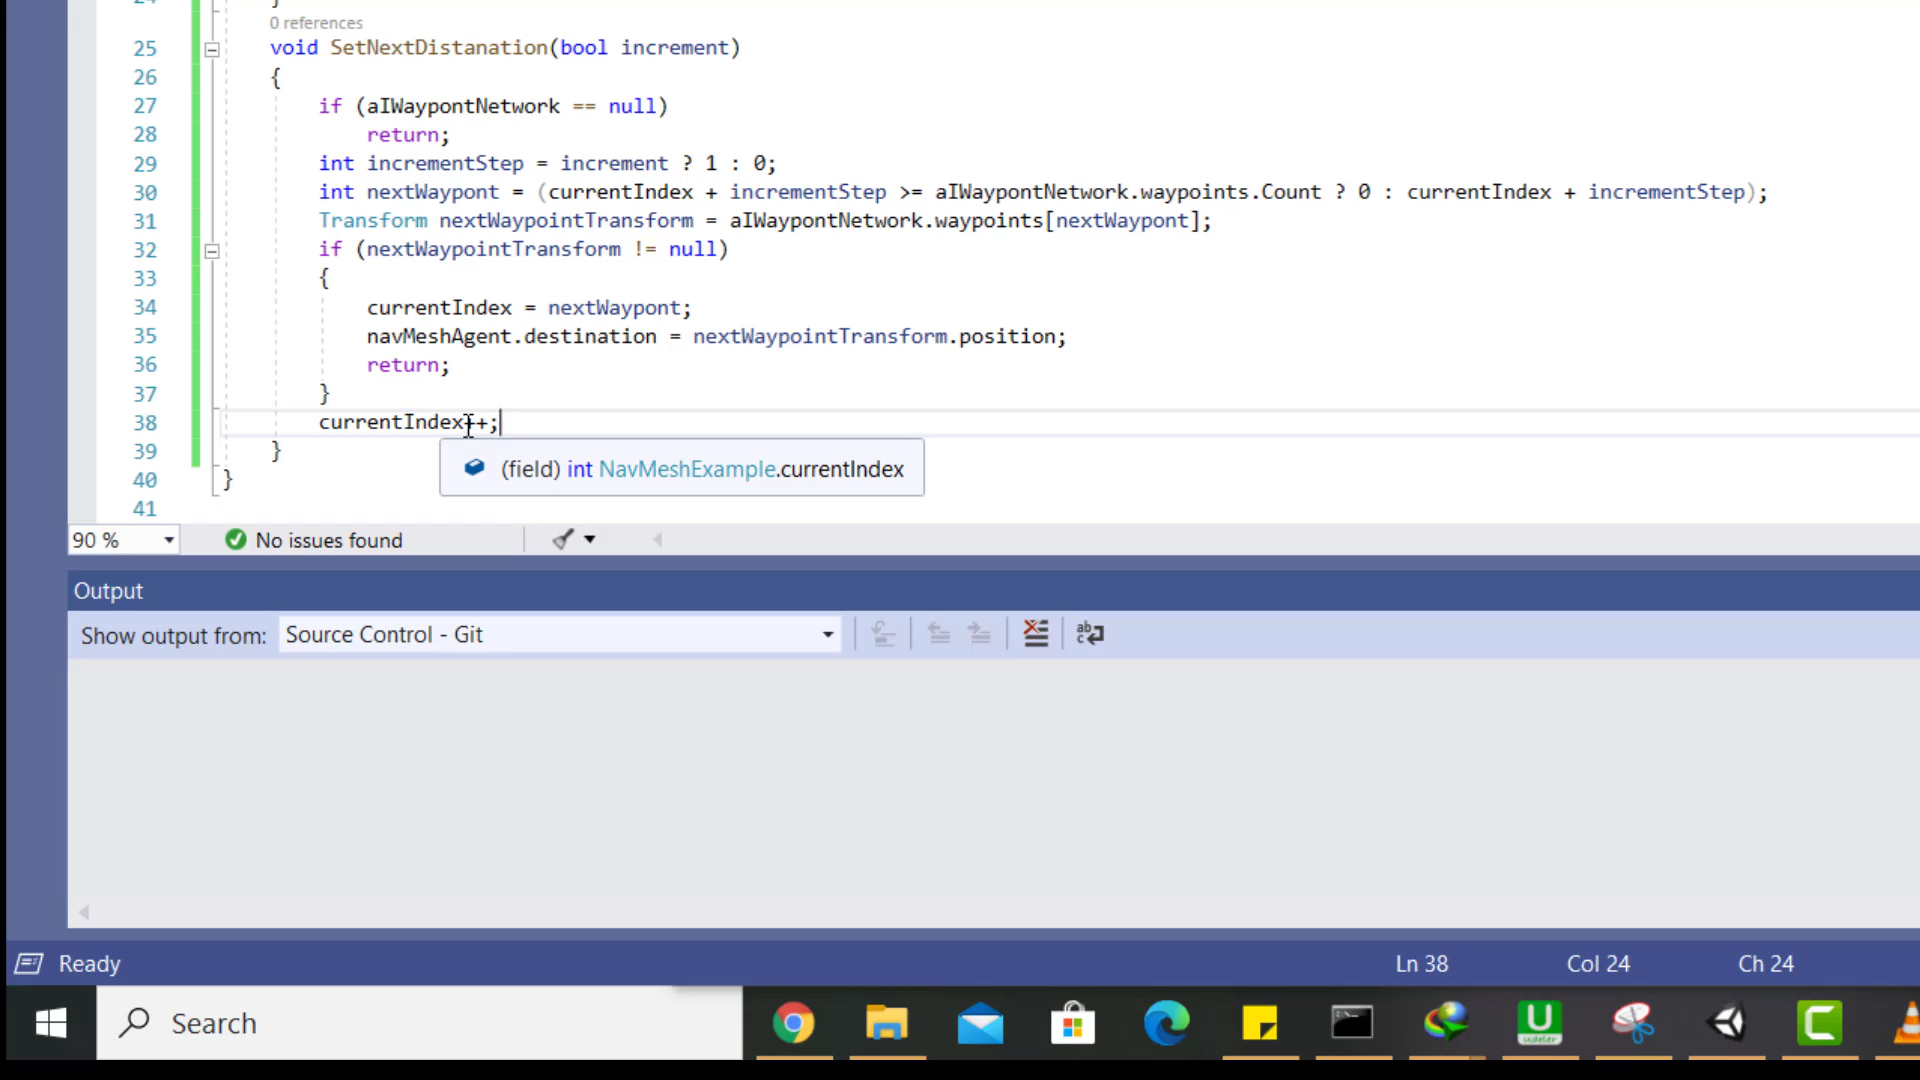 24 }
0 references
25 void SetNextDistanation(bool increment)
26 {
27 if (aIWaypontNetwork == null)
28 return;
29 int incrementStep = increment ? 1 : 0;
30 int nextWaypont = (currentIndex + incrementStep >= aIWaypontNetwork.waypoints.Count ? 0 : currentIndex + incrementStep);
31 Transform nextWaypointTransform = aIWaypontNetwork.waypoints[nextWaypont];
32 if (nextWaypointTransform != null)
33 {
34 currentIndex = nextWaypont;
35 navMeshAgent.destination = nextWaypointTransform.position;
36 return;
37 }
38 currentIndex++;
39 }
(field) int NavMeshExample.currentIndex
40 }
41
90 % No issues found
Output
Show output from: Source Control - Git
Ready Ln 38 Col 24 Ch 24
Search